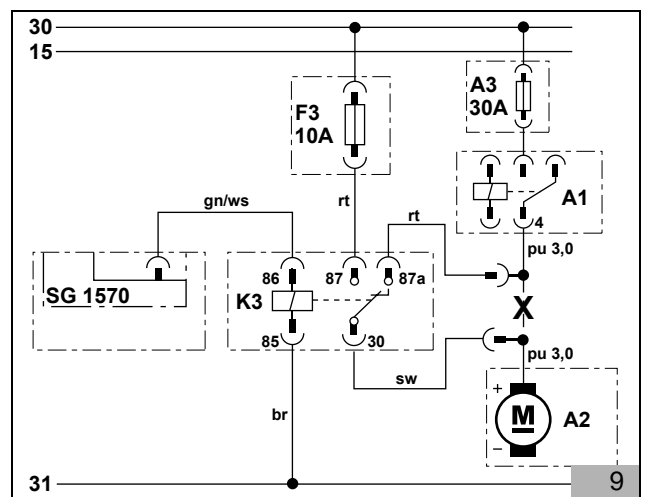 30
15
A3
30A
F3
10A
A1
gn/ws
rt
rt
4
pu 3,0
SG 1570
86
87
87a
K3
X
85
30
pu 3,0
sw
+
M
A2
br
–
31
9